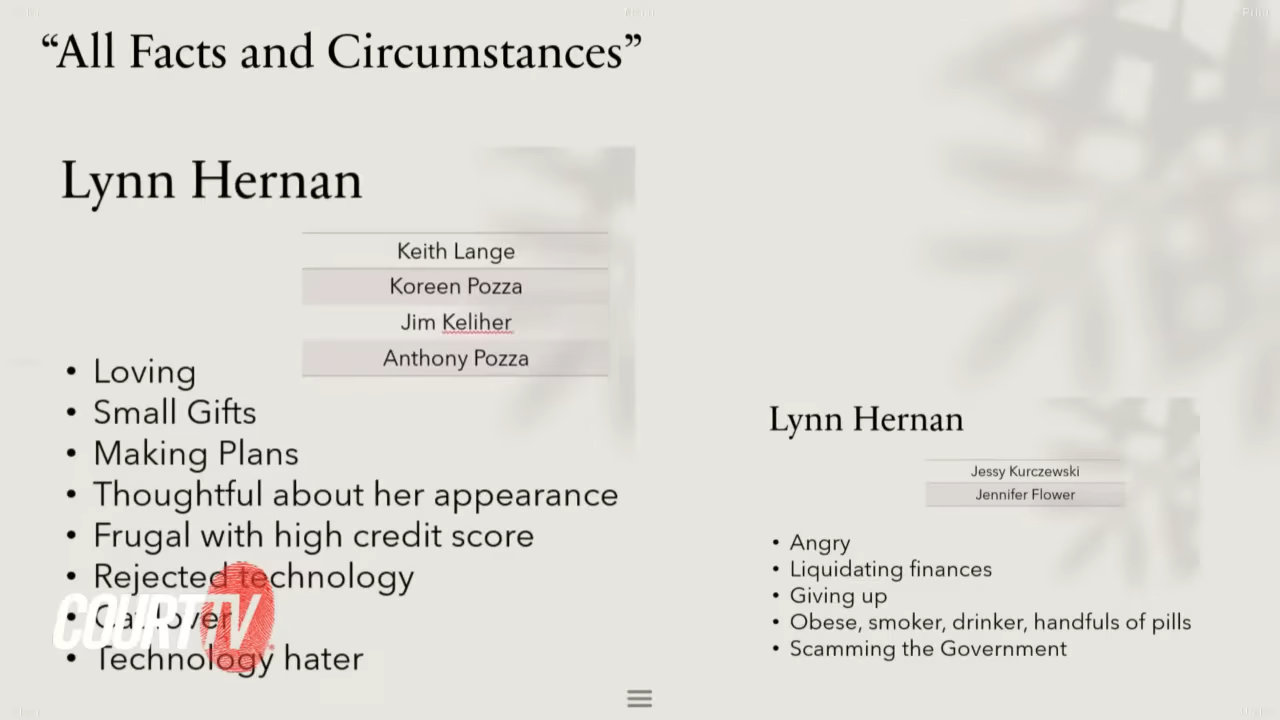 “All Facts and Circumstances”
Lynn Hernan
Keith Lange
Koreen Pozza
Jim Keliher
Anthony Pozza
• Loving
• Small Gifts
• Making Plans
• Thoughtful about her appearance
• Frugal with high credit score
• Rejected technology
• Cat lover
• Technology hater
COURT TV
Lynn Hernan
Jessy Kurczewski
Jennifer Flower
• Angry
• Liquidating finances
• Giving up
• Obese, smoker, drinker, handfuls of pills
• Scamming the Government